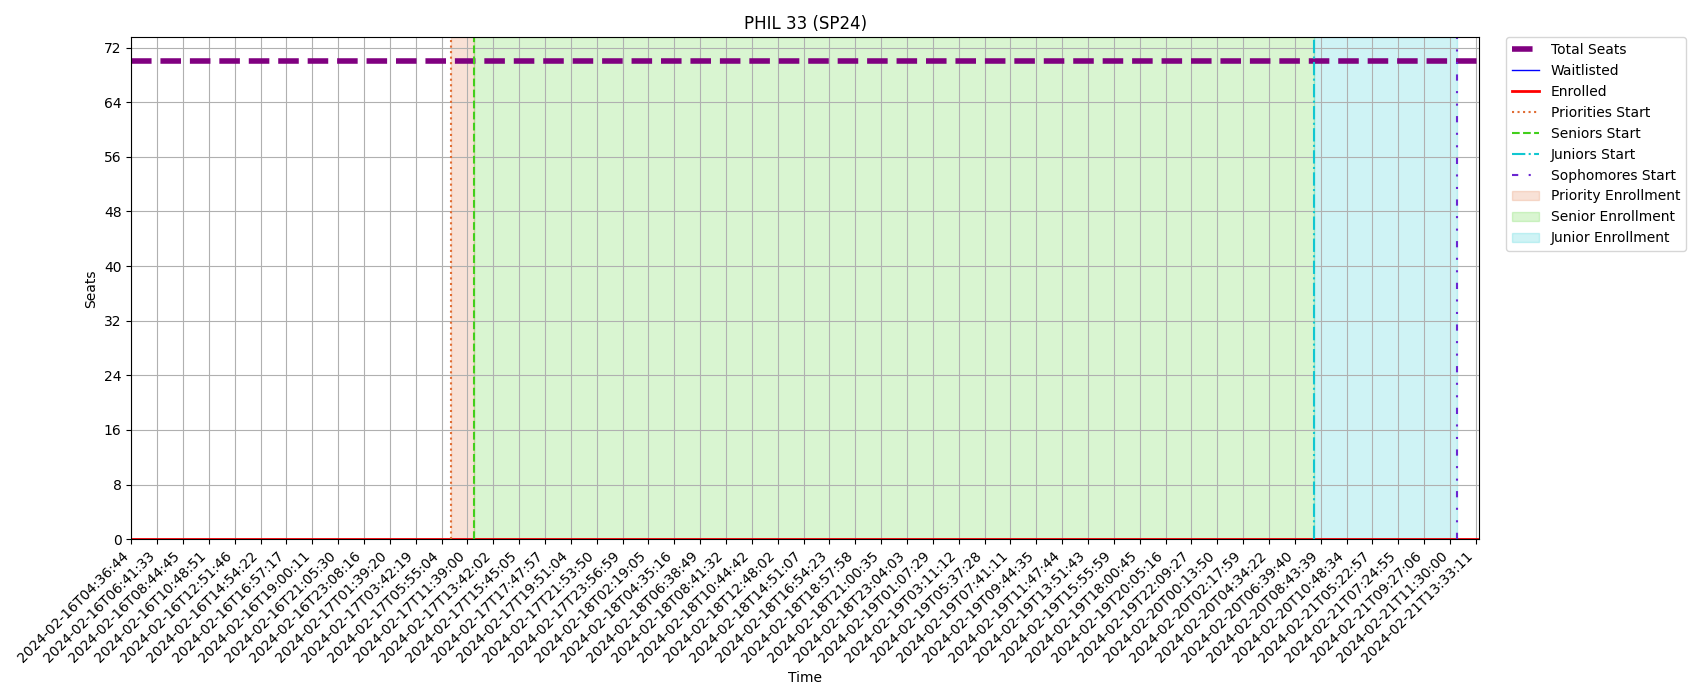 PHIL 33 (SP24)
72
64
56
48
40
32
24
16
8
0
Seats
2024-02-16T04:36:44
2024-02-16T06:41:33
2024-02-16T08:44:45
2024-02-16T10:48:51
2024-02-16T12:51:46
2024-02-16T14:54:22
2024-02-16T16:57:17
2024-02-16T19:00:11
2024-02-16T21:05:30
2024-02-16T23:08:16
2024-02-17T01:39:20
2024-02-17T03:42:19
2024-02-17T05:55:04
2024-02-17T11:39:00
2024-02-17T13:42:02
2024-02-17T15:45:05
2024-02-17T17:47:57
2024-02-17T19:51:04
2024-02-17T21:53:50
2024-02-17T23:56:59
2024-02-18T02:19:05
2024-02-18T04:35:16
2024-02-18T06:38:49
2024-02-18T08:41:32
2024-02-18T10:44:42
2024-02-18T12:48:02
2024-02-18T14:51:07
2024-02-18T16:54:23
2024-02-18T18:57:58
2024-02-18T21:00:35
2024-02-18T23:04:03
2024-02-19T01:07:29
2024-02-19T03:11:12
2024-02-19T05:37:28
2024-02-19T07:41:11
2024-02-19T09:44:35
2024-02-19T11:47:44
2024-02-19T13:51:43
2024-02-19T15:55:59
2024-02-19T18:00:45
2024-02-19T20:05:16
2024-02-19T22:09:27
2024-02-20T00:13:50
2024-02-20T02:17:59
2024-02-20T04:34:22
2024-02-20T06:39:40
2024-02-20T08:43:39
2024-02-20T10:48:34
2024-02-21T05:22:57
2024-02-21T07:24:55
2024-02-21T09:27:06
2024-02-21T11:30:00
2024-02-21T13:33:11
Time
Total Seats
Waitlisted
Enrolled
Priorities Start
Seniors Start
Juniors Start
Sophomores Start
Priority Enrollment
Senior Enrollment
Junior Enrollment